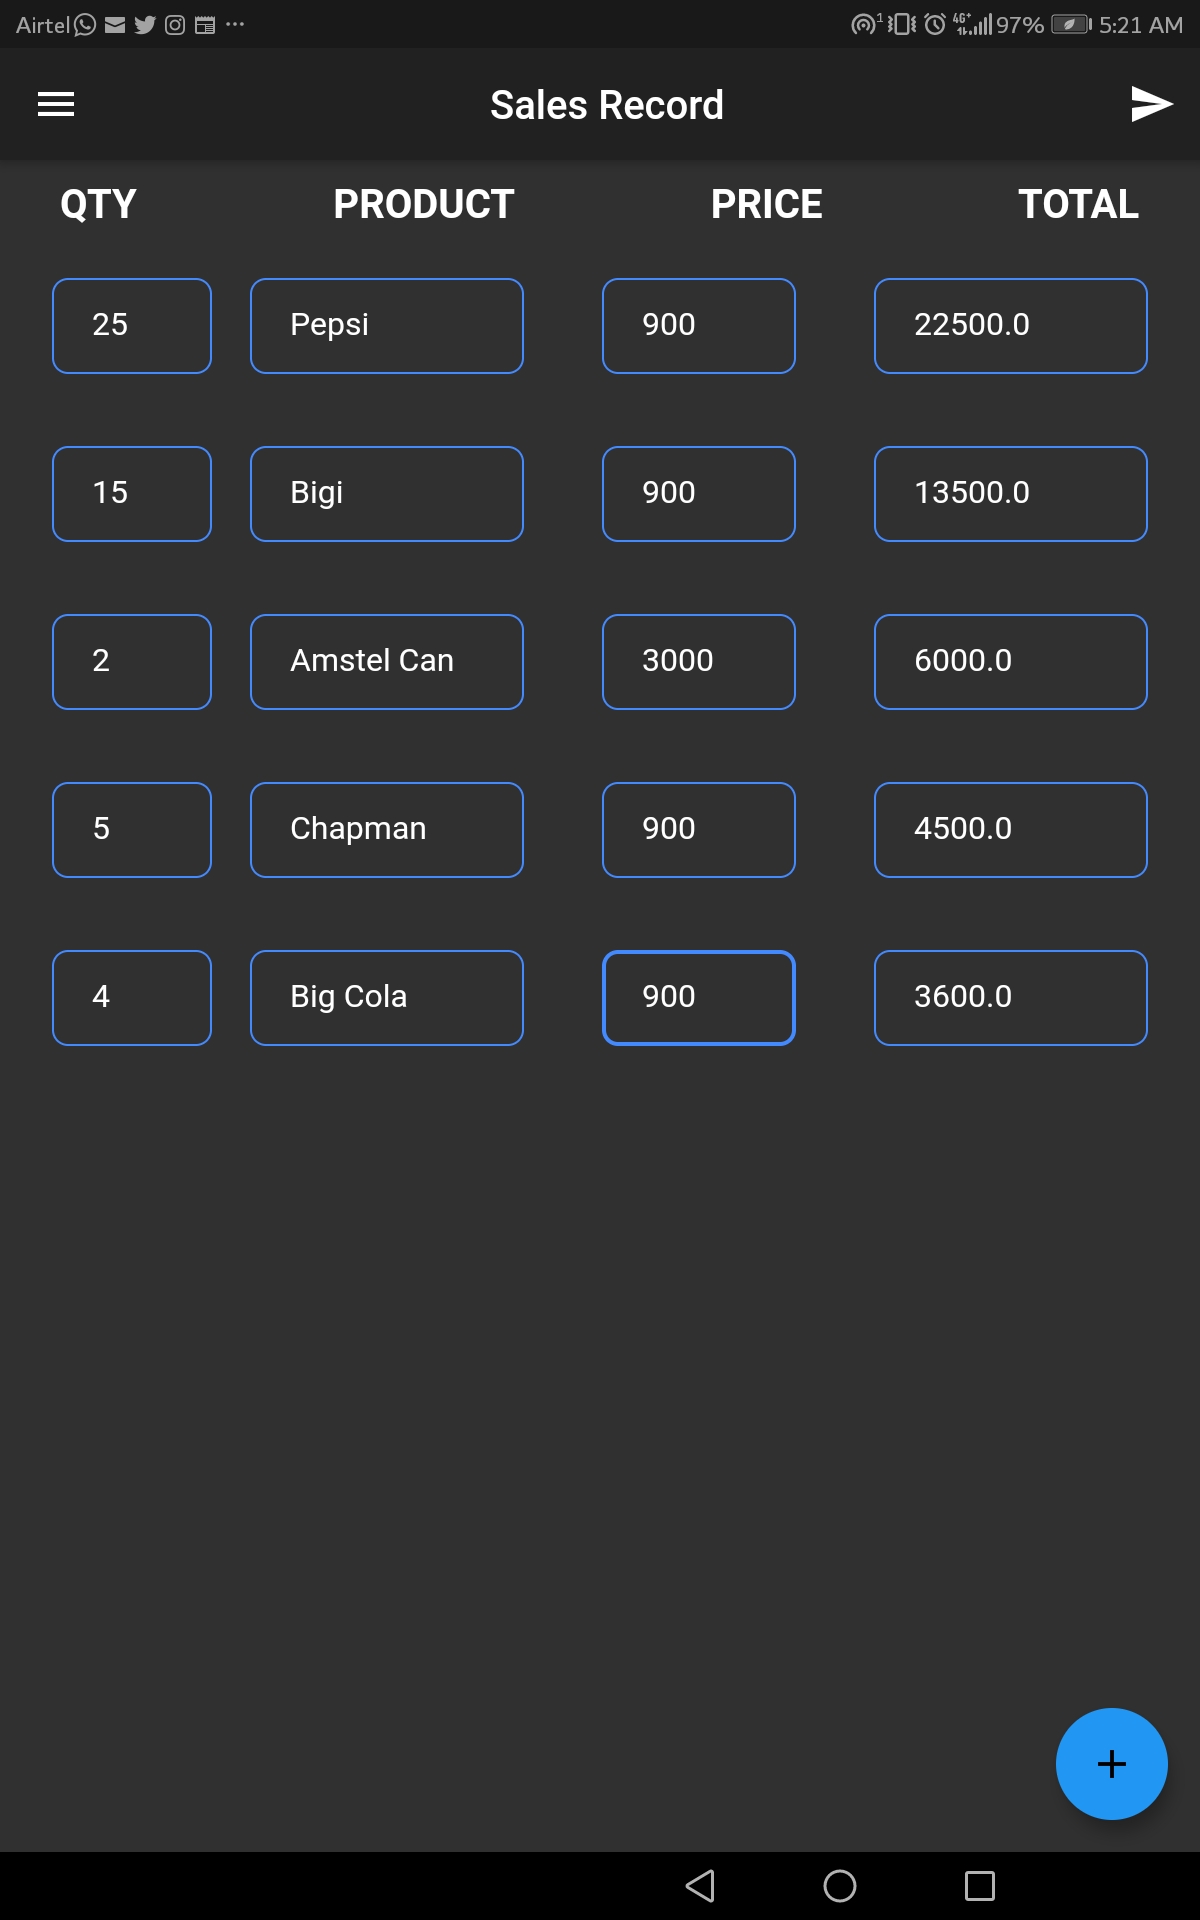 Airtel 1 4G+ 97% 5:21 AM
Sales Record
QTY PRODUCT PRICE TOTAL
25 Pepsi 900 22500.0
15 Bigi 900 13500.0
2 Amstel Can 3000 6000.0
5 Chapman 900 4500.0
4 Big Cola 900 3600.0